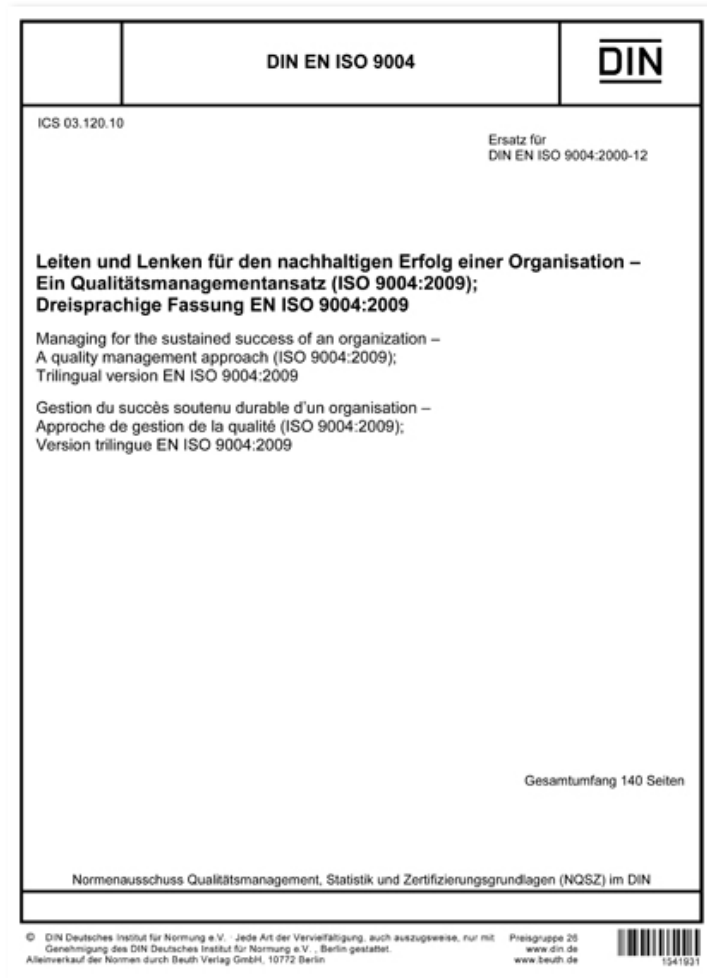 DIN EN ISO 9004
DIN
ICS 03.120.10
Ersatz für
DIN EN ISO 9004:2000-12
Leiten und Lenken für den nachhaltigen Erfolg einer Organisation –
Ein Qualitätsmanagementansatz (ISO 9004:2009);
Dreisprachige Fassung EN ISO 9004:2009
Managing for the sustained success of an organization –
A quality management approach (ISO 9004:2009);
Trilingual version EN ISO 9004:2009
Gestion du succès soutenu durable d'un organisation –
Approche de gestion de la qualité (ISO 9004:2009);
Version trilingue EN ISO 9004:2009
Gesamtumfang 140 Seiten
Normenausschuss Qualitätsmanagement, Statistik und Zertifizierungsgrundlagen (NQSZ) im DIN
© DIN Deutsches Institut für Normung e.V. · Jede Art der Vervielfältigung, auch auszugsweise, nur mit
Genehmigung des DIN Deutsches Institut für Normung e.V. , Berlin gestattet.
Alleinverkauf der Normen durch Beuth Verlag GmbH, 10772 Berlin
Preisgruppe 26
www.din.de
www.beuth.de
1541931